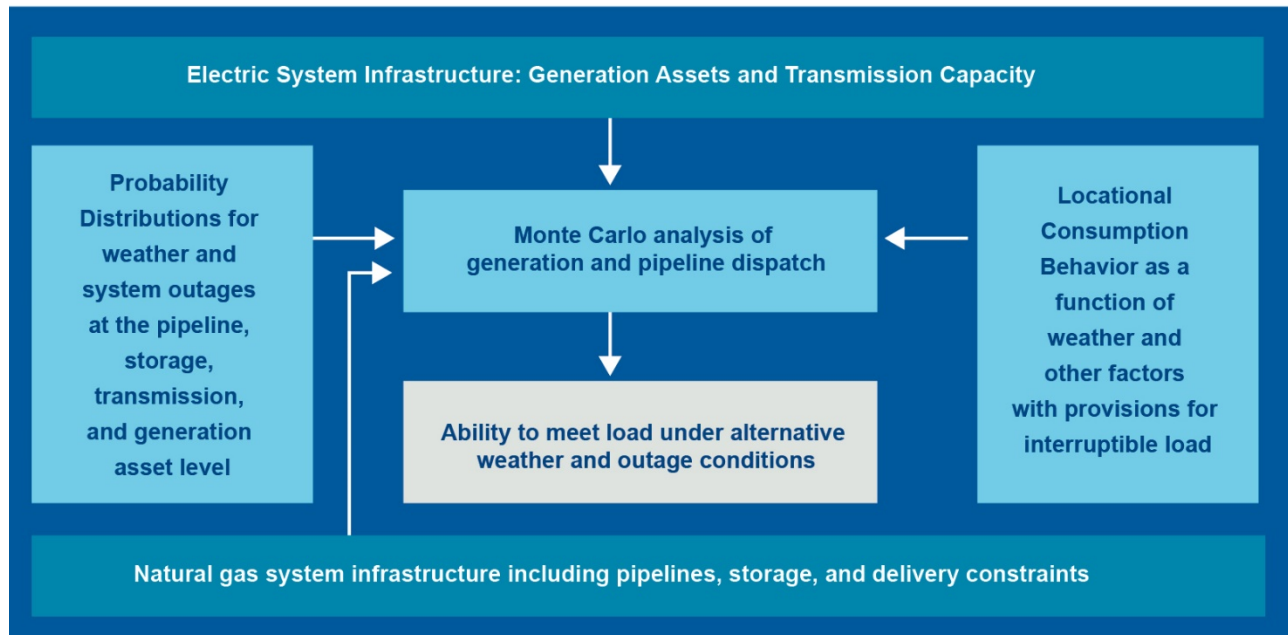 Electric System Infrastructure: Generation Assets and Transmission Capacity
Probability
Distributions for
weather and
system outages
at the pipeline,
storage,
transmission,
and generation
asset level
Monte Carlo analysis of
generation and pipeline dispatch
Ability to meet load under alternative
weather and outage conditions
Locational
Consumption
Behavior as a
function of
weather and
other factors
with provisions for
interruptible load
Natural gas system infrastructure including pipelines, storage, and delivery constraints